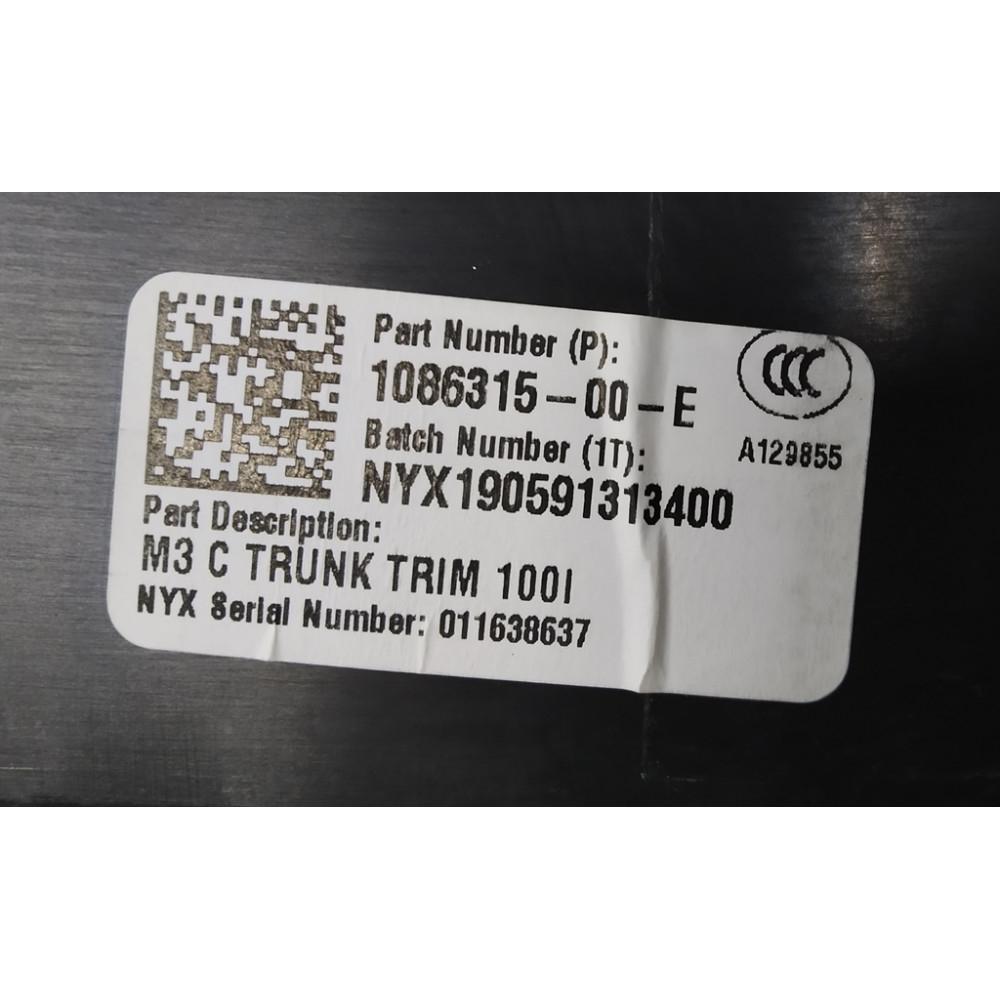 Part Number (P):
1086315-00-E
Batch Number (1T):
NYX190591313400
Part Description:
M3 C TRUNK TRIM 100I
NYX Serial Number: 011638637
CCC
A129855